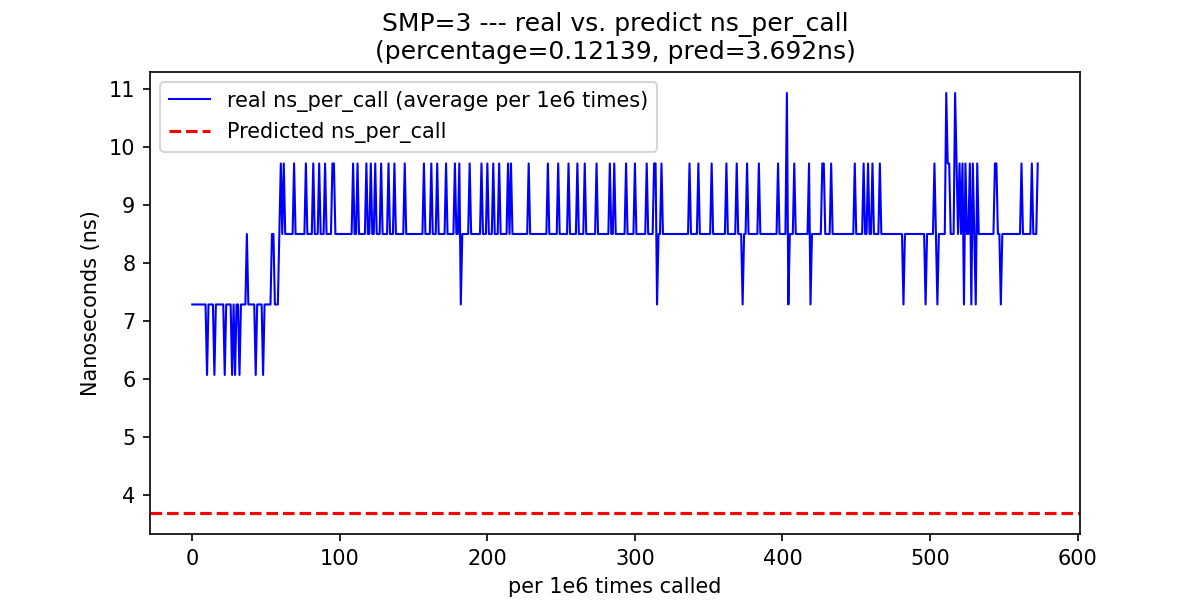 SMP=3 --- real vs. predict ns_per_call
(percentage=0.12139, pred=3.692ns)
real ns_per_call (average per 1e6 times)
Predicted ns_per_call
Nanoseconds (ns)
11
10
9
8
7
6
5
4
0
100
200
300
400
500
600
per 1e6 times called